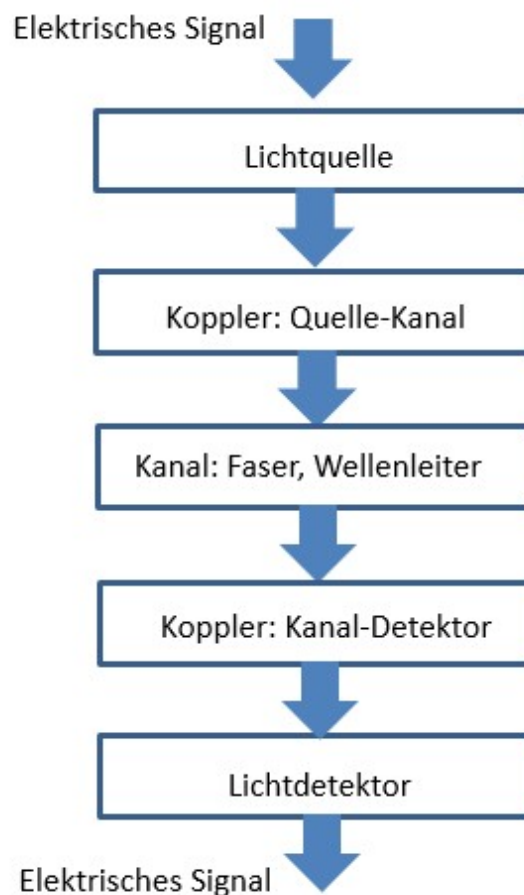 Elektrisches Signal
Lichtquelle
Koppler: Quelle-Kanal
Kanal: Faser, Wellenleiter
Koppler: Kanal-Detektor
Lichtdetektor
Elektrisches Signal